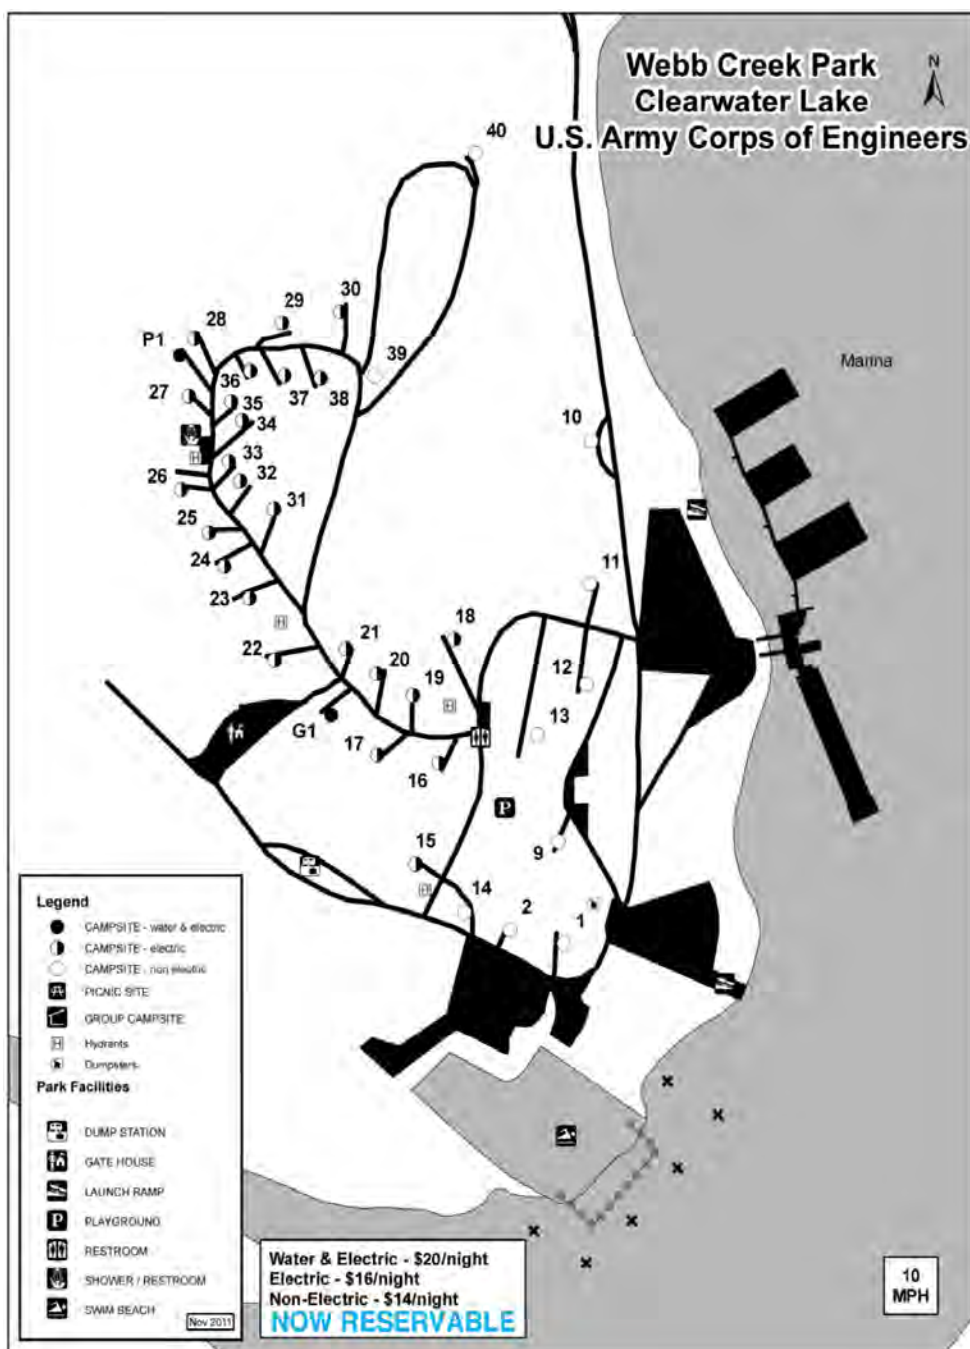 Webb Creek Park
Clearwater Lake
U.S. Army Corps of Engineers
N
40
30
29
28
P1
39
27
36
37
38
35
34
10
Marina
33
32
26
31
25
24
23
11
18
21
22
20
19
12
13
G1
17
16
P
15
9
14
2
1
Legend
CAMPSITE - water & electric
CAMPSITE - electric
CAMPSITE - non electric
PICNIC SITE
GROUP CAMPSITE
H Hydrants
Dumpsters
Park Facilities
DUMP STATION
GATE HOUSE
LAUNCH RAMP
P PLAYGROUND
RESTROOM
SHOWER / RESTROOM
SWIM BEACH
Nov 2011
Water & Electric - $20/night
Electric - $16/night
Non-Electric - $14/night
NOW RESERVABLE
10
MPH